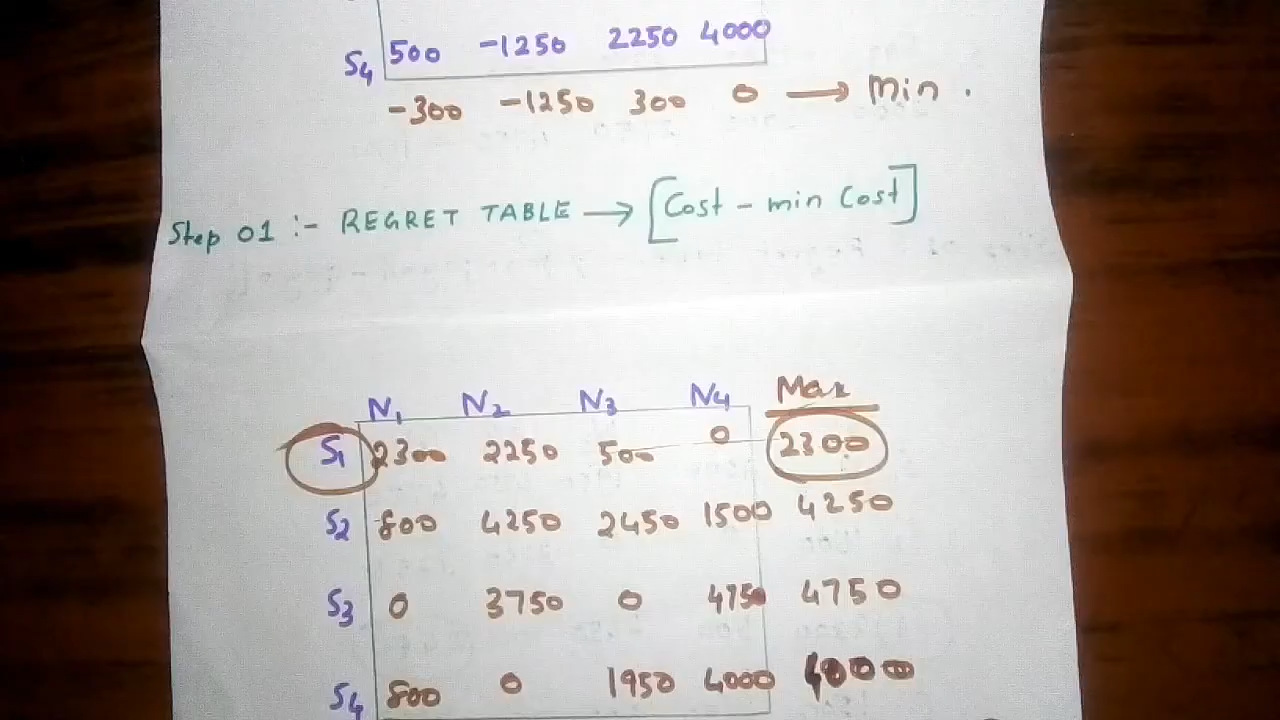 S4 500 -1250 2250 4000
-300 -1250 300 0 → Min .
Step 01 :- REGRET TABLE → [Cost - min Cost]
N1 N2 N3 N4 Max
S1 2300 2250 500 0 2300
S2 800 4250 2450 1500 4250
S3 0 3750 0 4750 4750
S4 800 0 1950 4000 4000